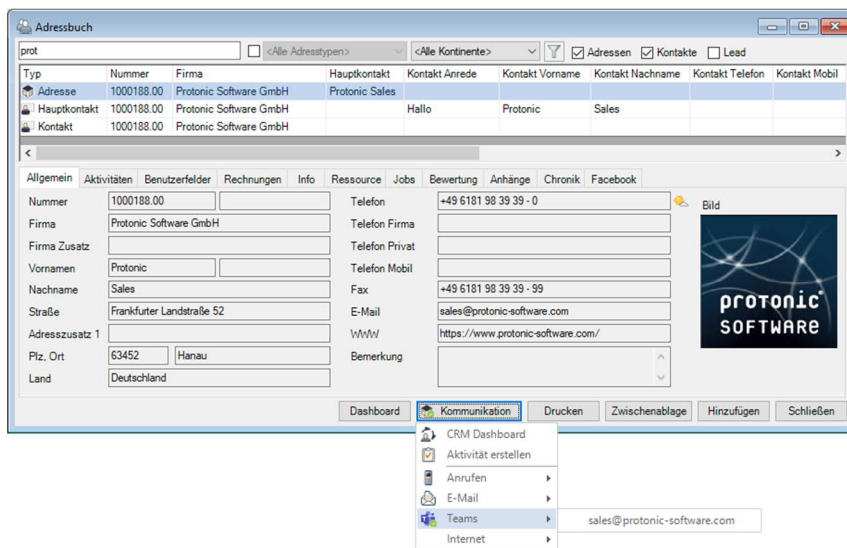 Adressbuch
prot <Alle Adresstypen> <Alle Kontinente> Adressen Kontakte Lead
Typ Nummer Firma Hauptkontakt Kontakt Anrede Kontakt Vorname Kontakt Nachname Kontakt Telefon Kontakt Mobil
Adresse 1000188.00 Protonic Software GmbH Protonic Sales
Hauptkontakt 1000188.00 Protonic Software GmbH Hallo Protonic Sales
Kontakt 1000188.00 Protonic Software GmbH
Allgemein Aktivitäten Benutzerfelder Rechnungen Info Ressource Jobs Bewertung Anhänge Chronik Facebook
Nummer 1000188.00 Telefon +49 6181 98 39 39 - 0 Bild
Firma Protonic Software GmbH Telefon Firma
Firma Zusatz Telefon Privat
Vornamen Protonic Telefon Mobil
Nachname Sales Fax +49 6181 98 39 39 - 99
Straße Frankfurter Landstraße 52 E-Mail sales@protonic-software.com
Adresszusatz 1 WWW https://www.protonic-software.com/
Plz, Ort 63452 Hanau Bemerkung
Land Deutschland
protonic
SOFTWARE
Dashboard Kommunikation Drucken Zwischenablage Hinzufügen Schließen
CRM Dashboard
Aktivität erstellen
Anrufen
E-Mail
Teams sales@protonic-software.com
Internet